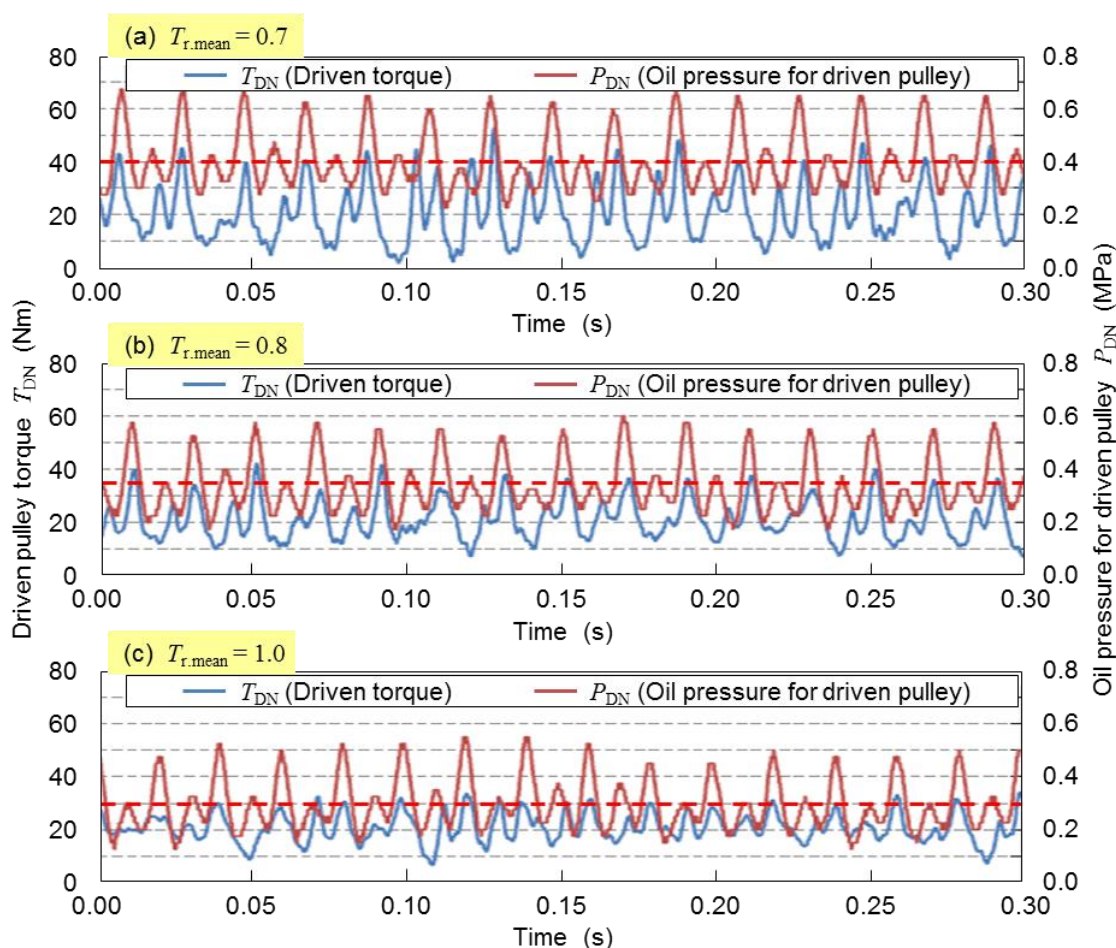 (a) Tr.mean = 0.7
TDN (Driven torque) PDN (Oil pressure for driven pulley)
80 60 40 20 0
0.8 0.6 0.4 0.2 0.0
0.00 0.05 0.10 0.15 0.20 0.25 0.30
Time (s)
(b) Tr.mean = 0.8
TDN (Driven torque) PDN (Oil pressure for driven pulley)
80 60 40 20 0
0.8 0.6 0.4 0.2 0.0
0.00 0.05 0.10 0.15 0.20 0.25 0.30
Time (s)
(c) Tr.mean = 1.0
TDN (Driven torque) PDN (Oil pressure for driven pulley)
80 60 40 20 0
0.8 0.6 0.4 0.2 0.0
0.00 0.05 0.10 0.15 0.20 0.25 0.30
Time (s)
Driven pulley torque TDN (Nm)
Oil pressure for driven pulley PDN (MPa)